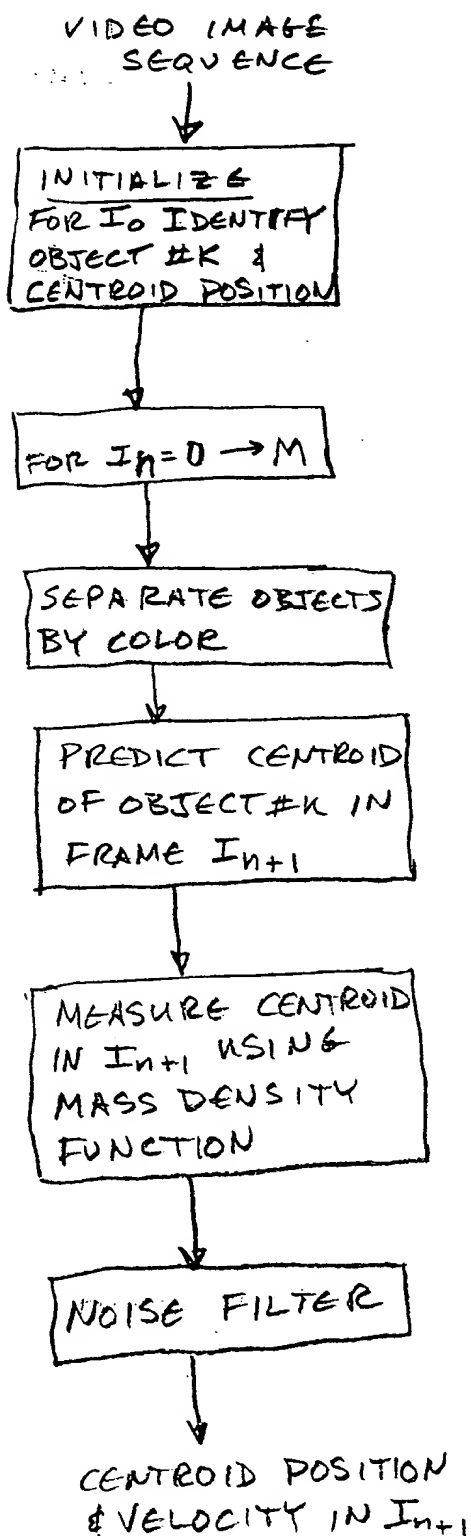 VIDEO IMAGE
SEQUENCE
INITIALIZE
FOR I₀ IDENTIFY
OBJECT #K &
CENTROID POSITION
FOR Iₙ=0 → M
SEPARATE OBJECTS
BY COLOR
PREDICT CENTROID
OF OBJECT #K IN
FRAME Iₙ₊₁
MEASURE CENTROID
IN Iₙ₊₁ USING
MASS DENSITY
FUNCTION
NOISE FILTER
CENTROID POSITION
& VELOCITY IN Iₙ₊₁